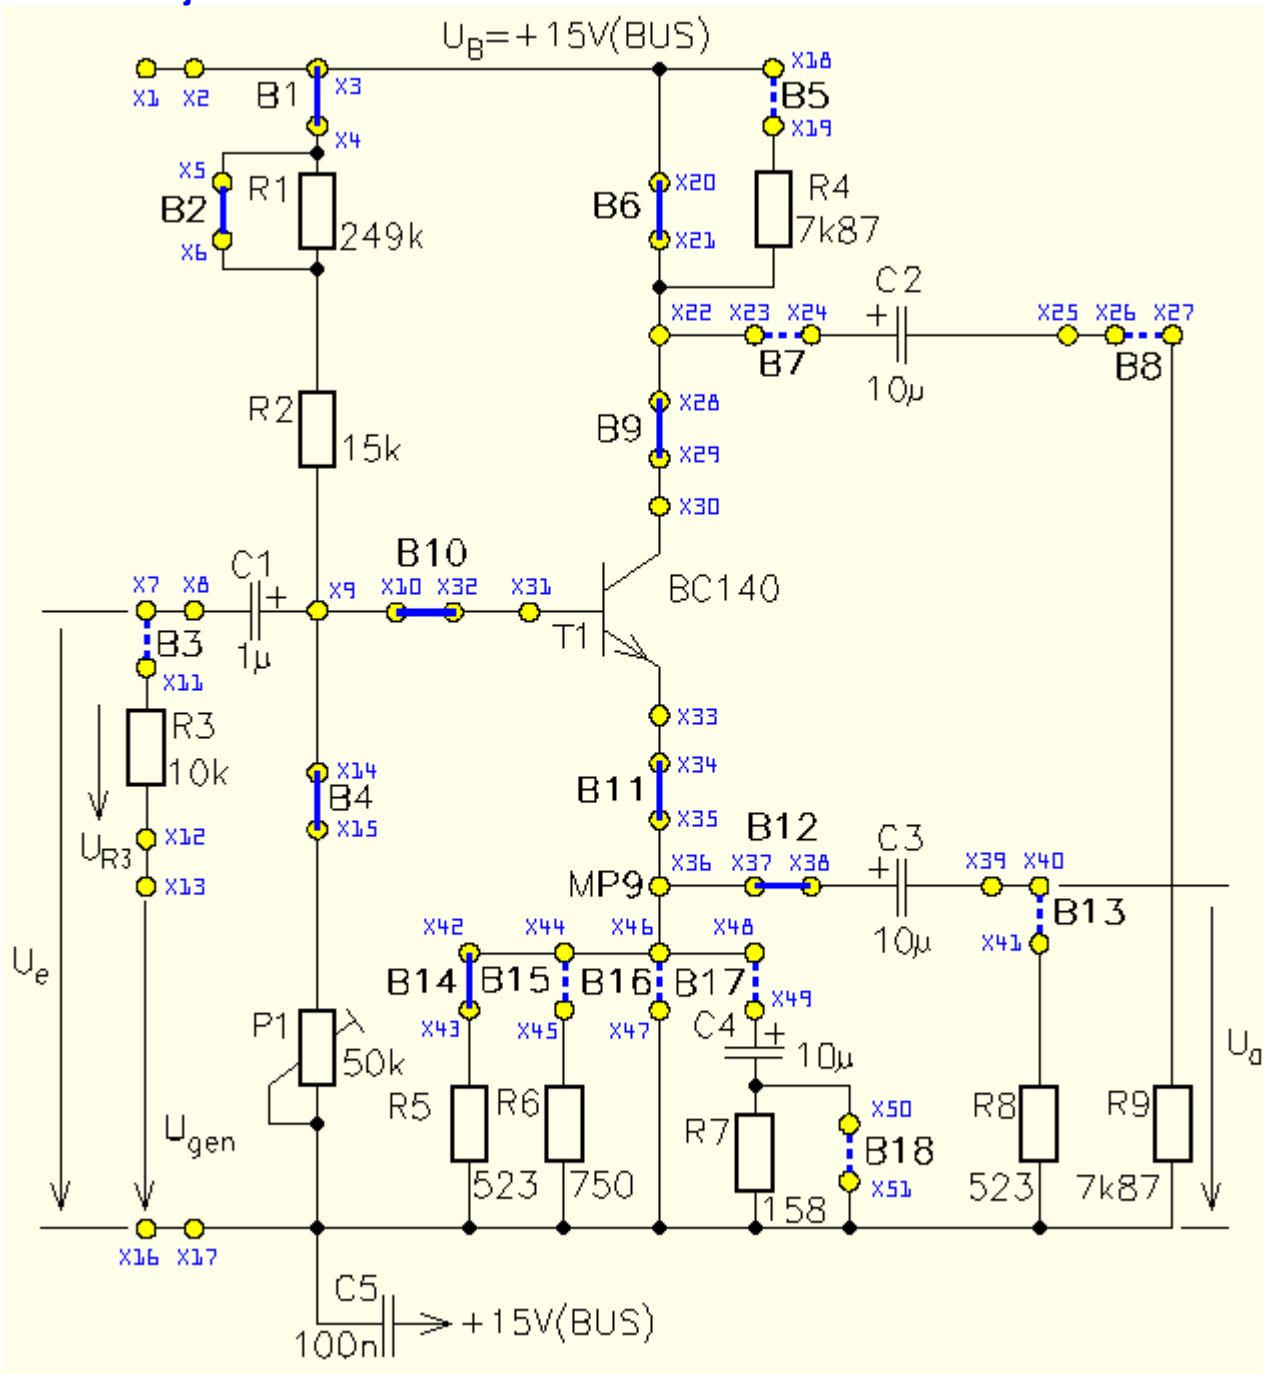 U_B=+15V(BUS)
X1 X2 B1 X3 X18 B5
X4 X19
X5 R1 X20 R4
B2 B6 7k87
X6 249k X21
C2
X22 X23 X24 + X25 X26 X27
B7 B8
10µ
R2 X28
15k B9
X29
X30
B10
C1 BC140
X7 X8 + X9 X10 X32 X31
B3 1µ T1
X11
R3 X33
10k X14 X34
B4 B11
X12 X15 X35 B12 C3
U_R3 X36 X37 X38 + X39 X40
X13 MP9 B13
10µ X41
X42 X44 X46 X48
U_e B14 B15 B16 B17
X43 X45 X47 X49
P1 C4 +
50k 10µ U_a
R5 R6 X50 R8 R9
U_gen R7 B18
523 750 X51 523 7k87
158
X16 X17
C5
100n +15V(BUS)